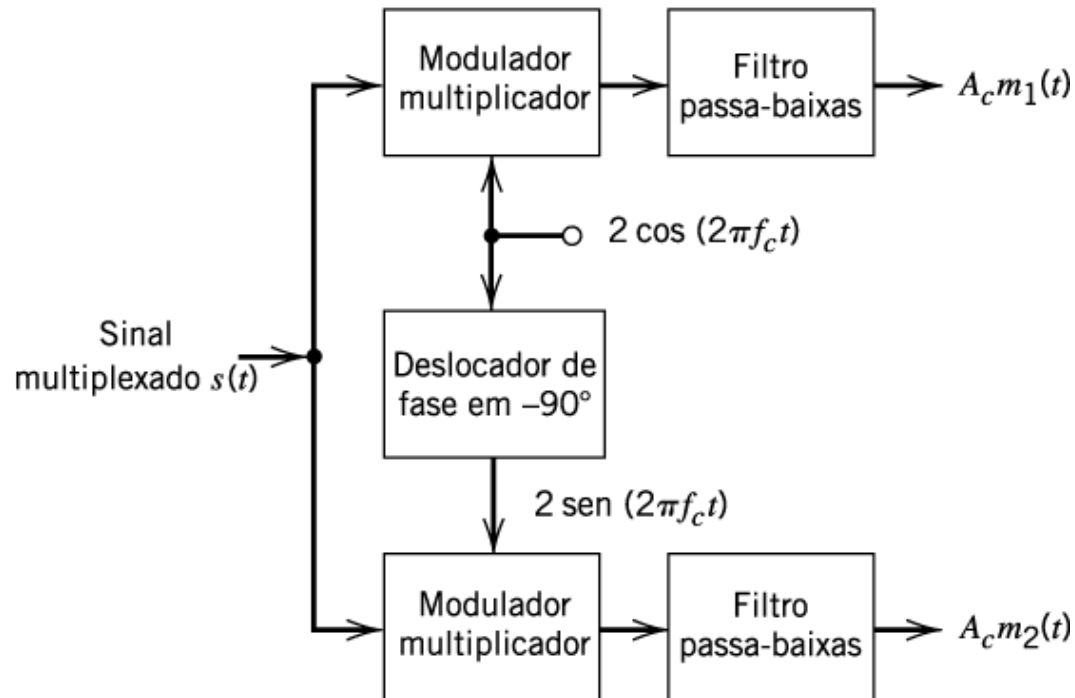 Modulador
multiplicador
Filtro
passa-baixas
A_c m_1(t)
2 cos (2πf_c t)
Sinal
multiplexado s(t)
Deslocador de
fase em –90°
2 sen (2πf_c t)
Modulador
multiplicador
Filtro
passa-baixas
A_c m_2(t)